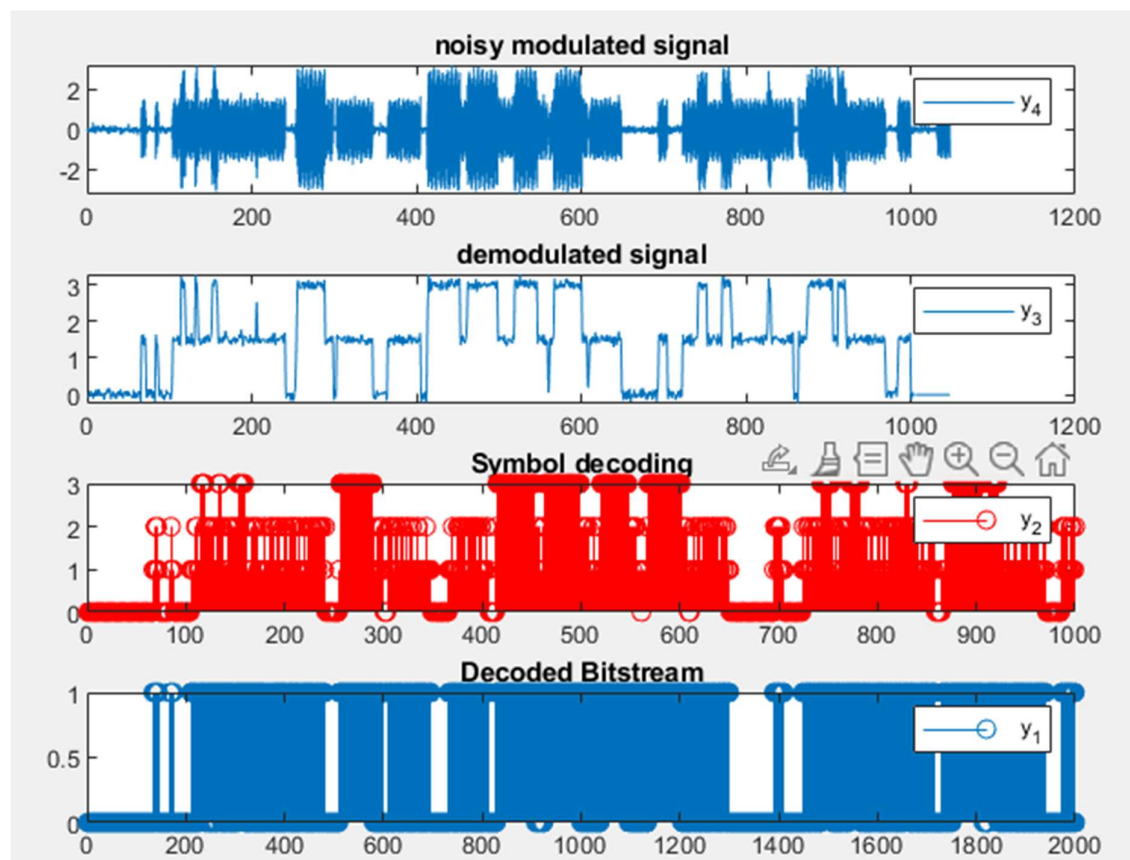 noisy modulated signal
2
0
-2
y4
0 200 400 600 800 1000 1200
demodulated signal
3
2
1
0
y3
0 200 400 600 800 1000 1200
Symbol decoding
3
2
1
0
y2
0 100 200 300 400 500 600 700 800 900 1000
Decoded Bitstream
1
0.5
0
y1
0 200 400 600 800 1000 1200 1400 1600 1800 2000